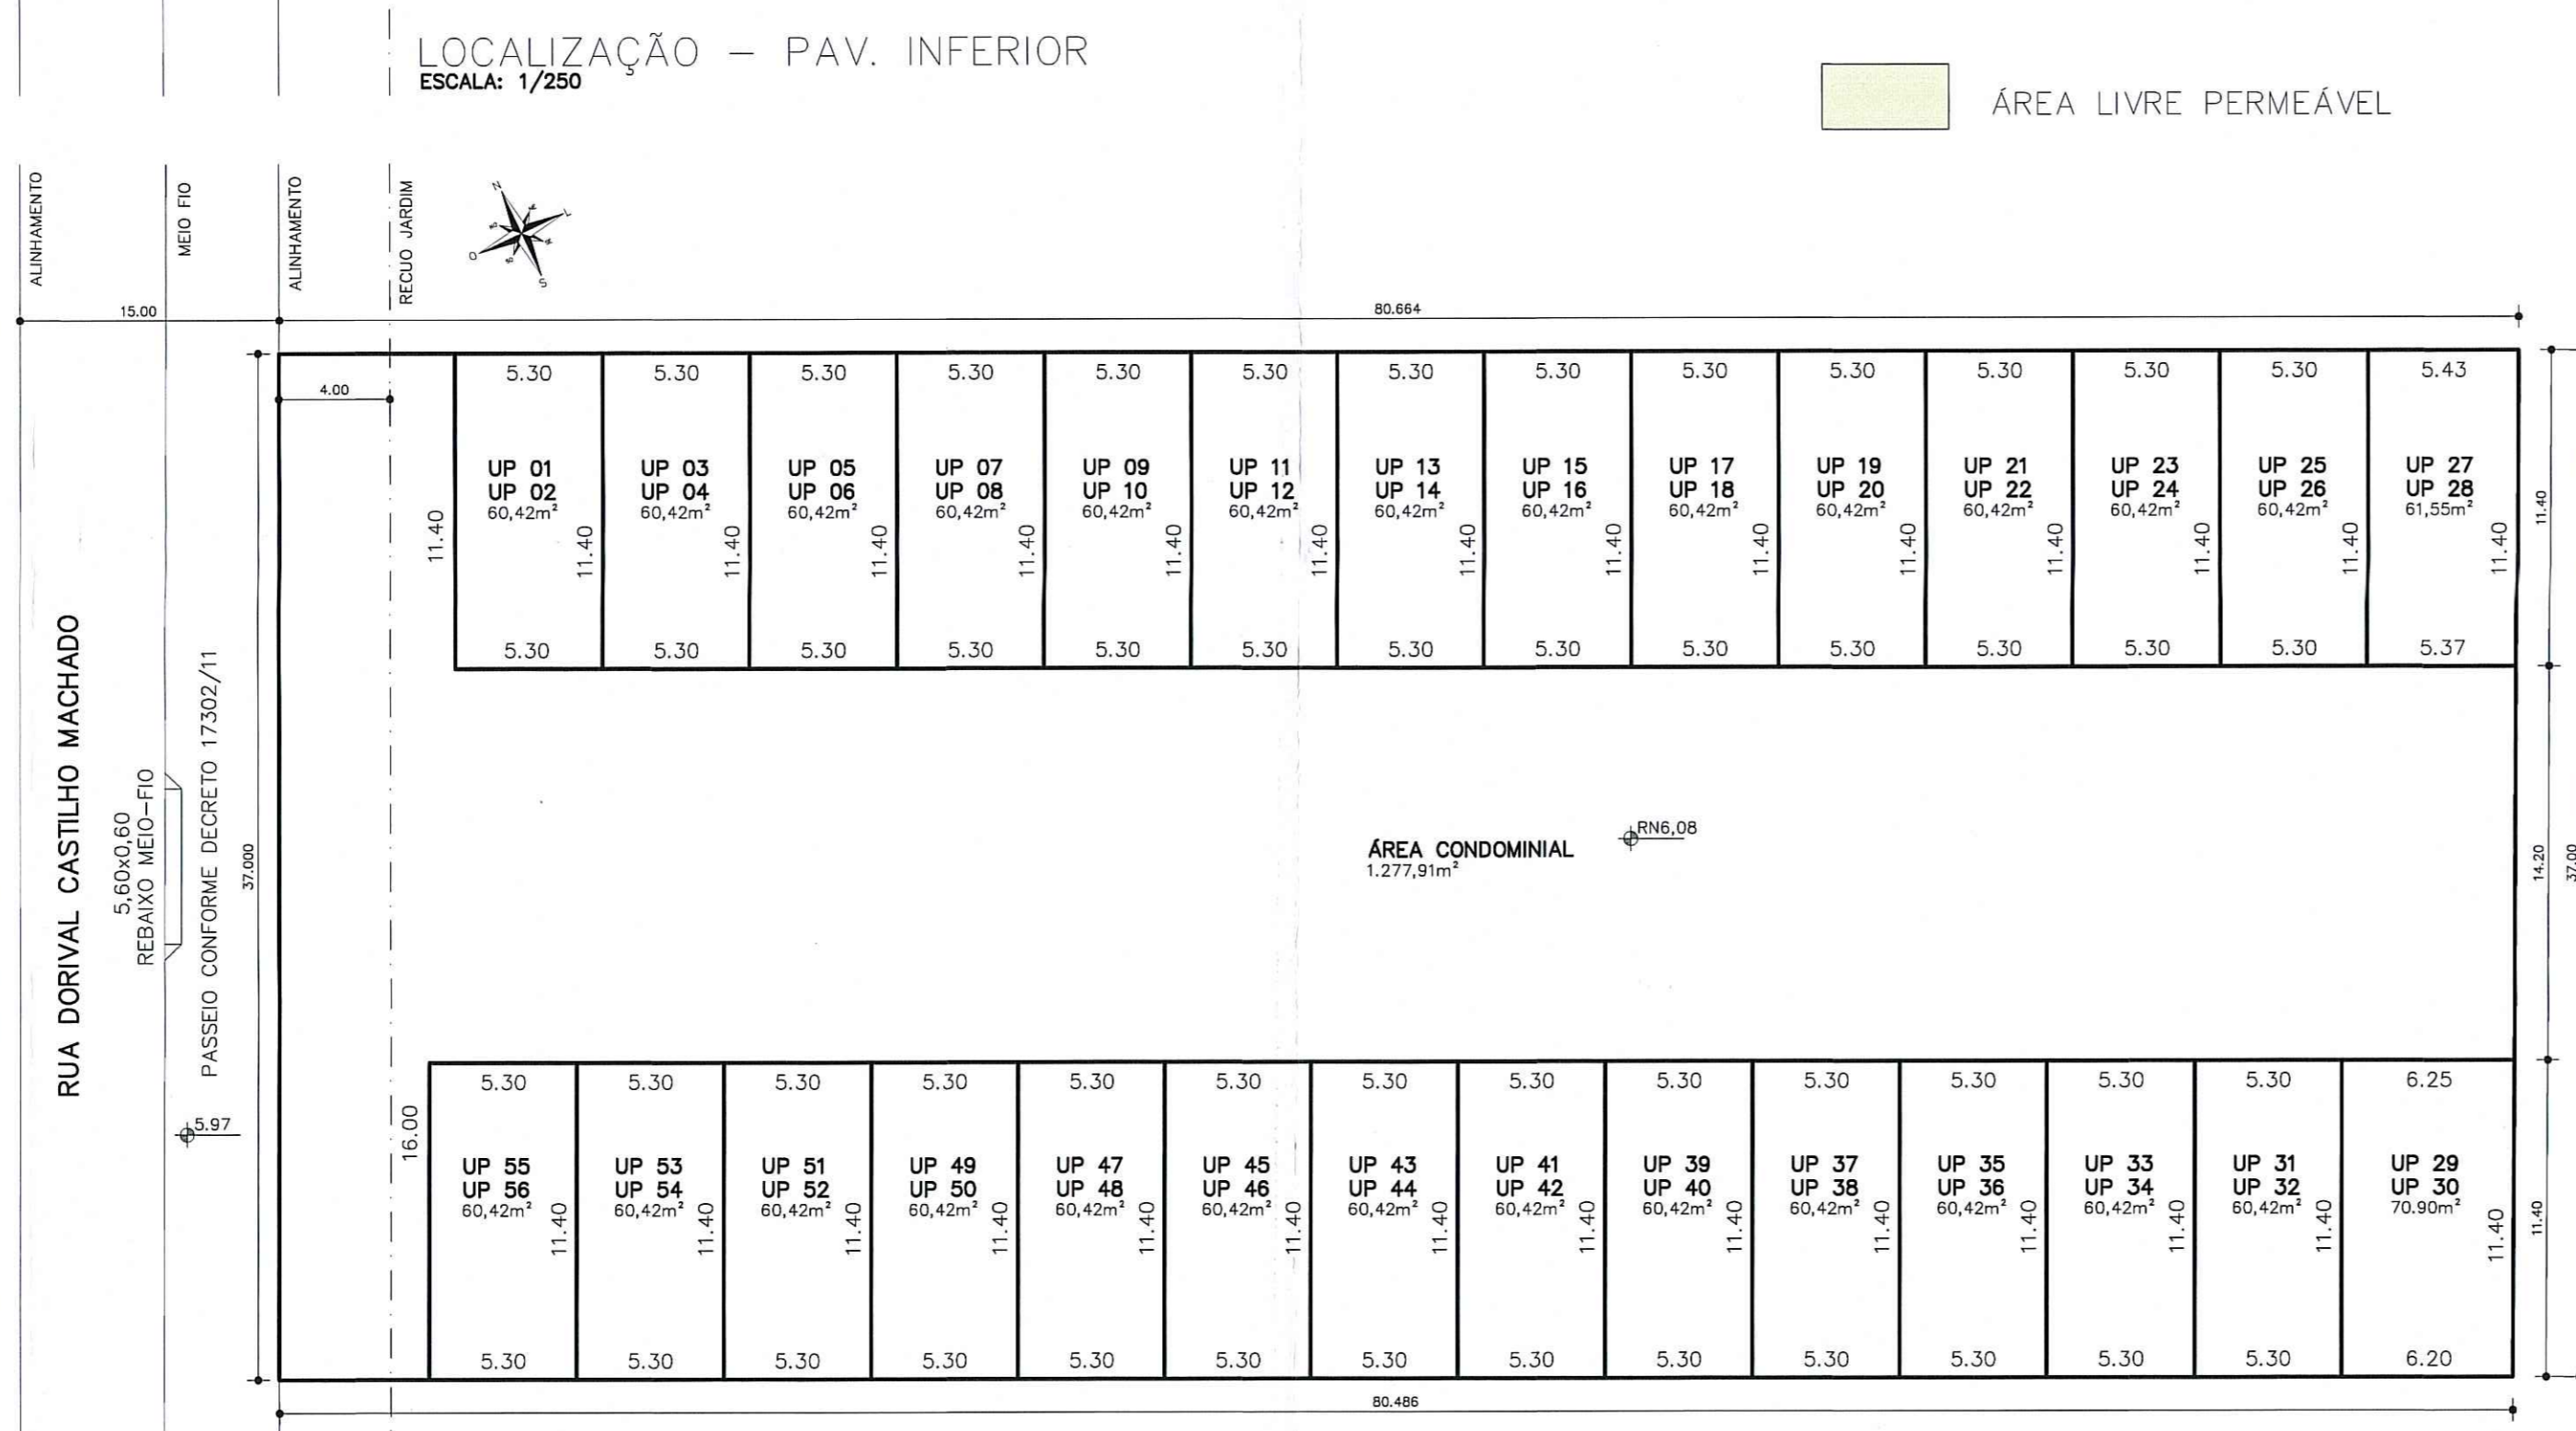 LOCALIZAÇÃO – PAV. INFERIOR
ESCALA: 1/250
ÁREA LIVRE PERMEÁVEL
ALINHAMENTO
MEIO FIO
ALINHAMENTO
RECUO JARDIM
N
L
S
O
15.00
80.664
4.00
5.30
5.30
5.30
5.30
5.30
5.30
5.30
5.30
5.30
5.30
5.30
5.30
5.30
5.43
11.40
UP 01
UP 02
60,42m²
11.40
UP 03
UP 04
60,42m²
11.40
UP 05
UP 06
60,42m²
11.40
UP 07
UP 08
60,42m²
11.40
UP 09
UP 10
60,42m²
11.40
UP 11
UP 12
60,42m²
11.40
UP 13
UP 14
60,42m²
11.40
UP 15
UP 16
60,42m²
11.40
UP 17
UP 18
60,42m²
11.40
UP 19
UP 20
60,42m²
11.40
UP 21
UP 22
60,42m²
11.40
UP 23
UP 24
60,42m²
11.40
UP 25
UP 26
60,42m²
11.40
UP 27
UP 28
61,55m²
11.40
11.40
5.30
5.30
5.30
5.30
5.30
5.30
5.30
5.30
5.30
5.30
5.30
5.30
5.30
5.37
RUA DORIVAL CASTILHO MACHADO
5,60x0,60
REBAIXO MEIO–FIO
PASSEIO CONFORME DECRETO 17302/11
37.000
5.97
ÁREA CONDOMINIAL
1.277,91m²
RN6,08
14.20
37.00
5.30
5.30
5.30
5.30
5.30
5.30
5.30
5.30
5.30
5.30
5.30
5.30
5.30
6.25
16.00
UP 55
UP 56
60,42m²
11.40
UP 53
UP 54
60,42m²
11.40
UP 51
UP 52
60,42m²
11.40
UP 49
UP 50
60,42m²
11.40
UP 47
UP 48
60,42m²
11.40
UP 45
UP 46
60,42m²
11.40
UP 43
UP 44
60,42m²
11.40
UP 41
UP 42
60,42m²
11.40
UP 39
UP 40
60,42m²
11.40
UP 37
UP 38
60,42m²
11.40
UP 35
UP 36
60,42m²
11.40
UP 33
UP 34
60,42m²
11.40
UP 31
UP 32
60,42m²
11.40
UP 29
UP 30
70.90m²
11.40
11.40
5.30
5.30
5.30
5.30
5.30
5.30
5.30
5.30
5.30
5.30
5.30
5.30
5.30
6.20
80.486